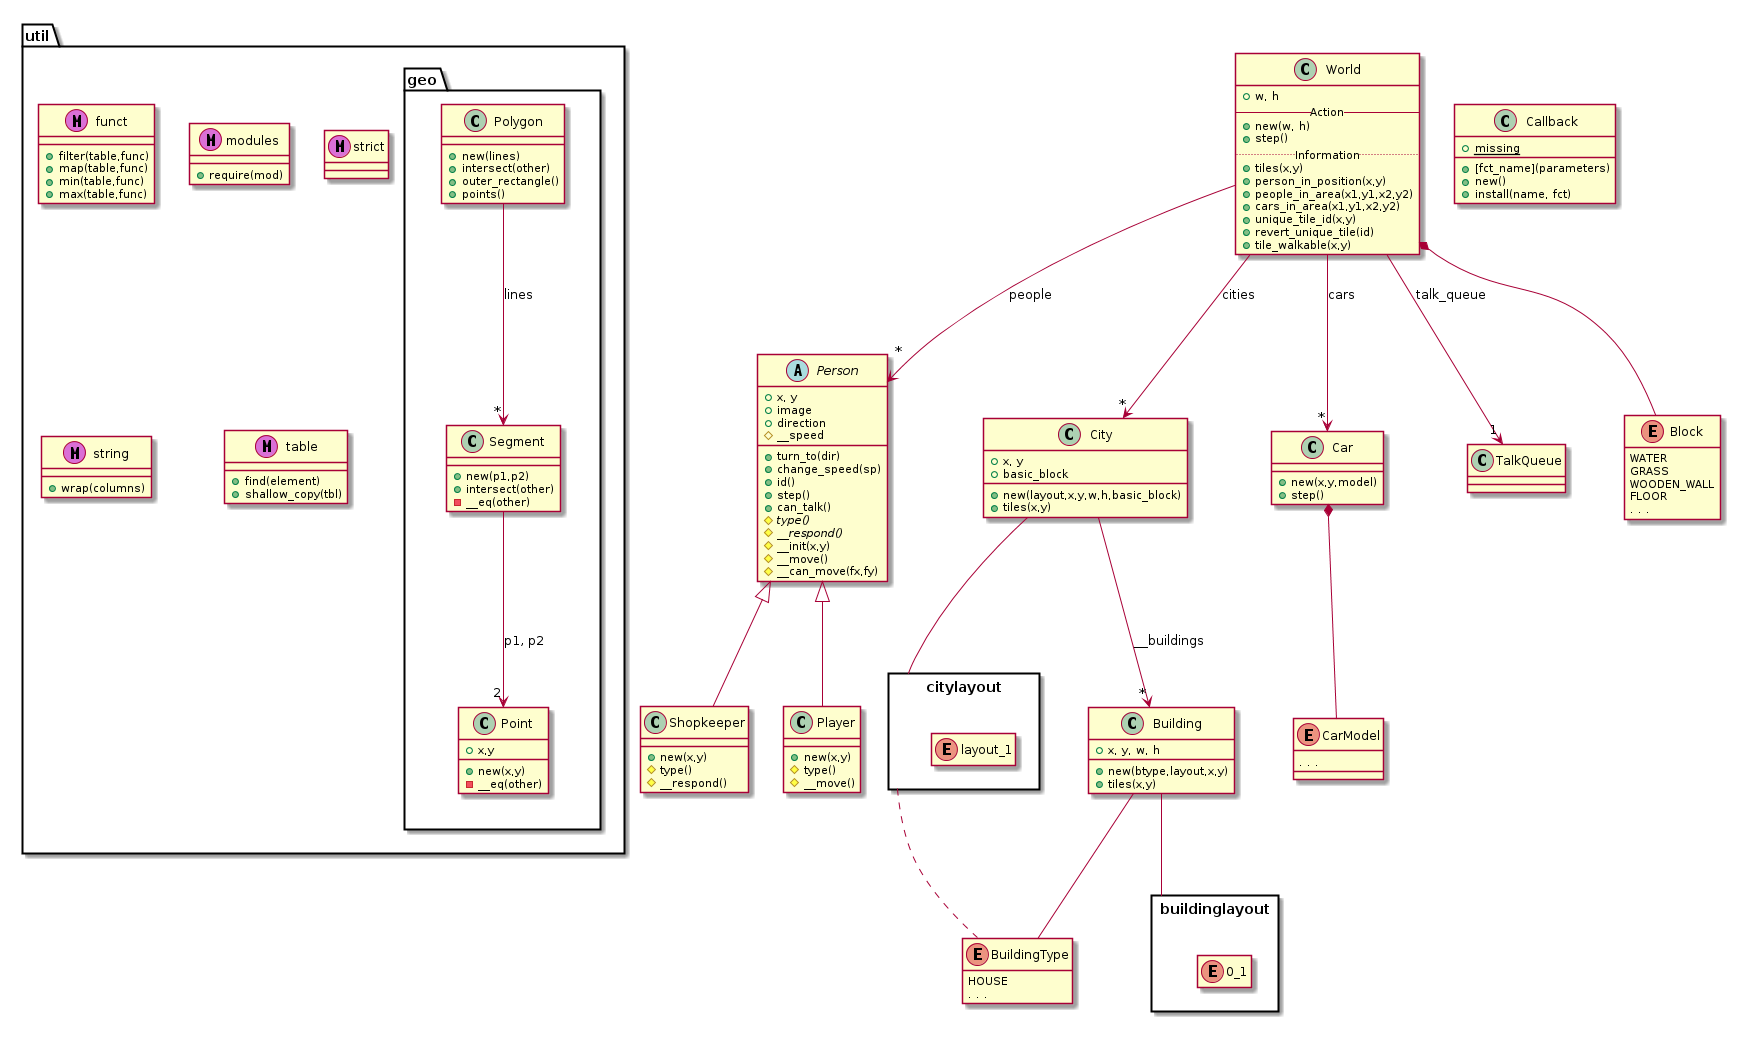 util
M funct
filter(table,func)
map(table,func)
min(table,func)
max(table,func)
M modules
require(mod)
M strict
M string
wrap(columns)
M table
find(element)
shallow_copy(tbl)
geo
C Polygon
new(lines)
intersect(other)
outer_rectangle()
points()
lines
*
C Segment
new(p1,p2)
intersect(other)
__eq(other)
p1, p2
2
C Point
x,y
new(x,y)
__eq(other)
C World
w, h
Action
new(w, h)
step()
Information
tiles(x,y)
person_in_position(x,y)
people_in_area(x1,y1,x2,y2)
cars_in_area(x1,y1,x2,y2)
unique_tile_id(x,y)
revert_unique_tile(id)
tile_walkable(x,y)
C Callback
missing
[fct_name](parameters)
new()
install(name, fct)
people
cities
cars
talk_queue
*
*
*
1
A Person
x, y
image
direction
__speed
turn_to(dir)
change_speed(sp)
id()
step()
can_talk()
type()
__respond()
__init(x,y)
__move()
__can_move(fx,fy)
C City
x, y
basic_block
new(layout,x,y,w,h,basic_block)
tiles(x,y)
C Car
new(x,y,model)
step()
C TalkQueue
E Block
WATER
GRASS
WOODEN_WALL
FLOOR
. . .
__buildings
*
C Shopkeeper
new(x,y)
type()
__respond()
C Player
new(x,y)
type()
__move()
citylayout
E layout_1
C Building
x, y, w, h
new(btype,layout,x,y)
tiles(x,y)
E CarModel
. . .
E BuildingType
HOUSE
. . .
buildinglayout
E 0_1